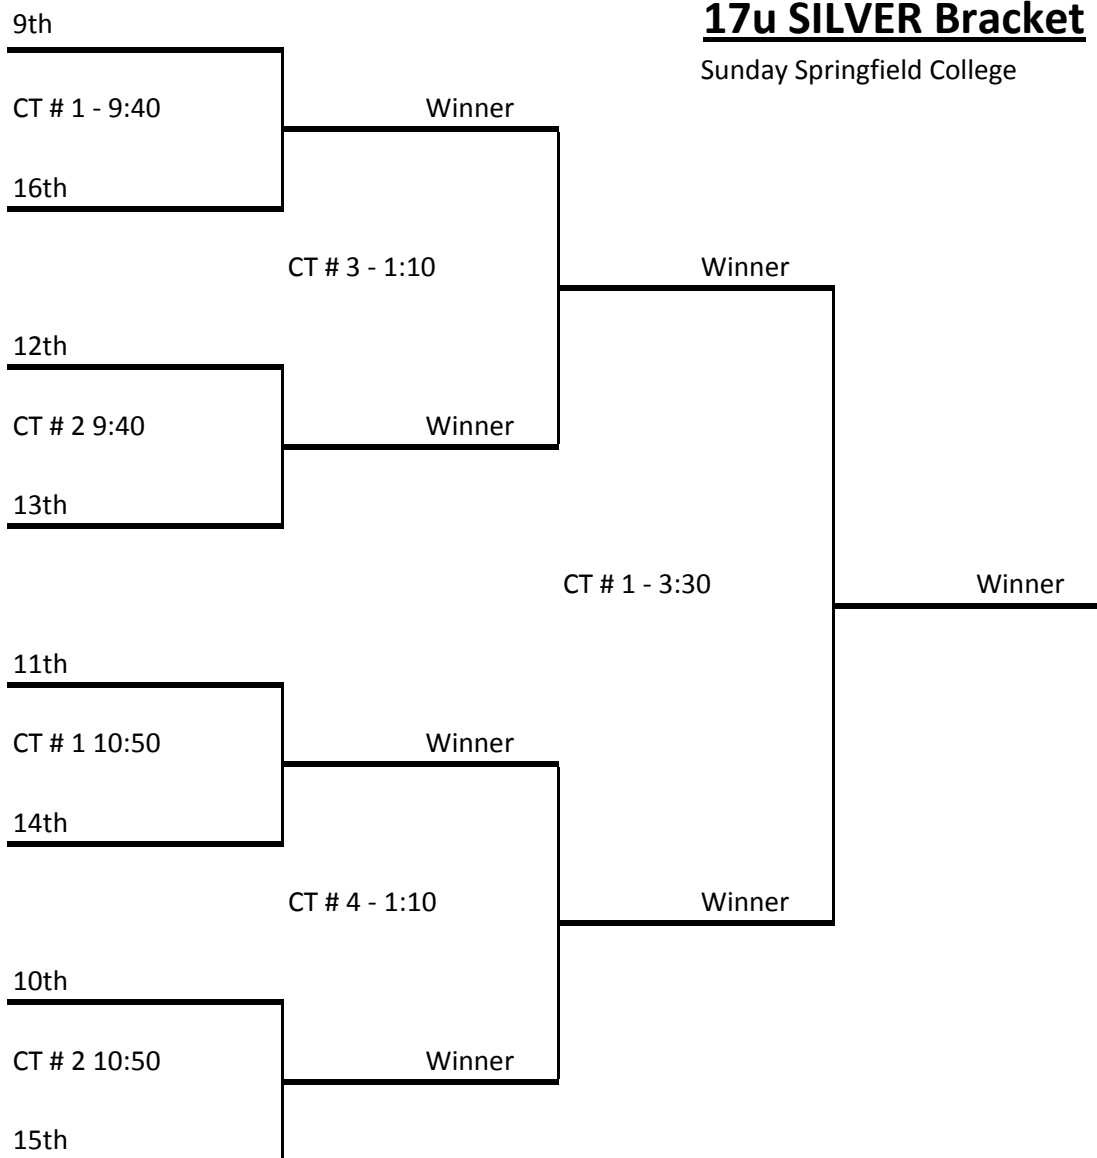 17u SILVER Bracket
Sunday Springfield College
9th
CT # 1 - 9:40
Winner
16th
CT # 3 - 1:10
Winner
12th
CT # 2 9:40
Winner
13th
CT # 1 - 3:30
Winner
11th
CT # 1 10:50
Winner
14th
CT # 4 - 1:10
Winner
10th
CT # 2 10:50
Winner
15th